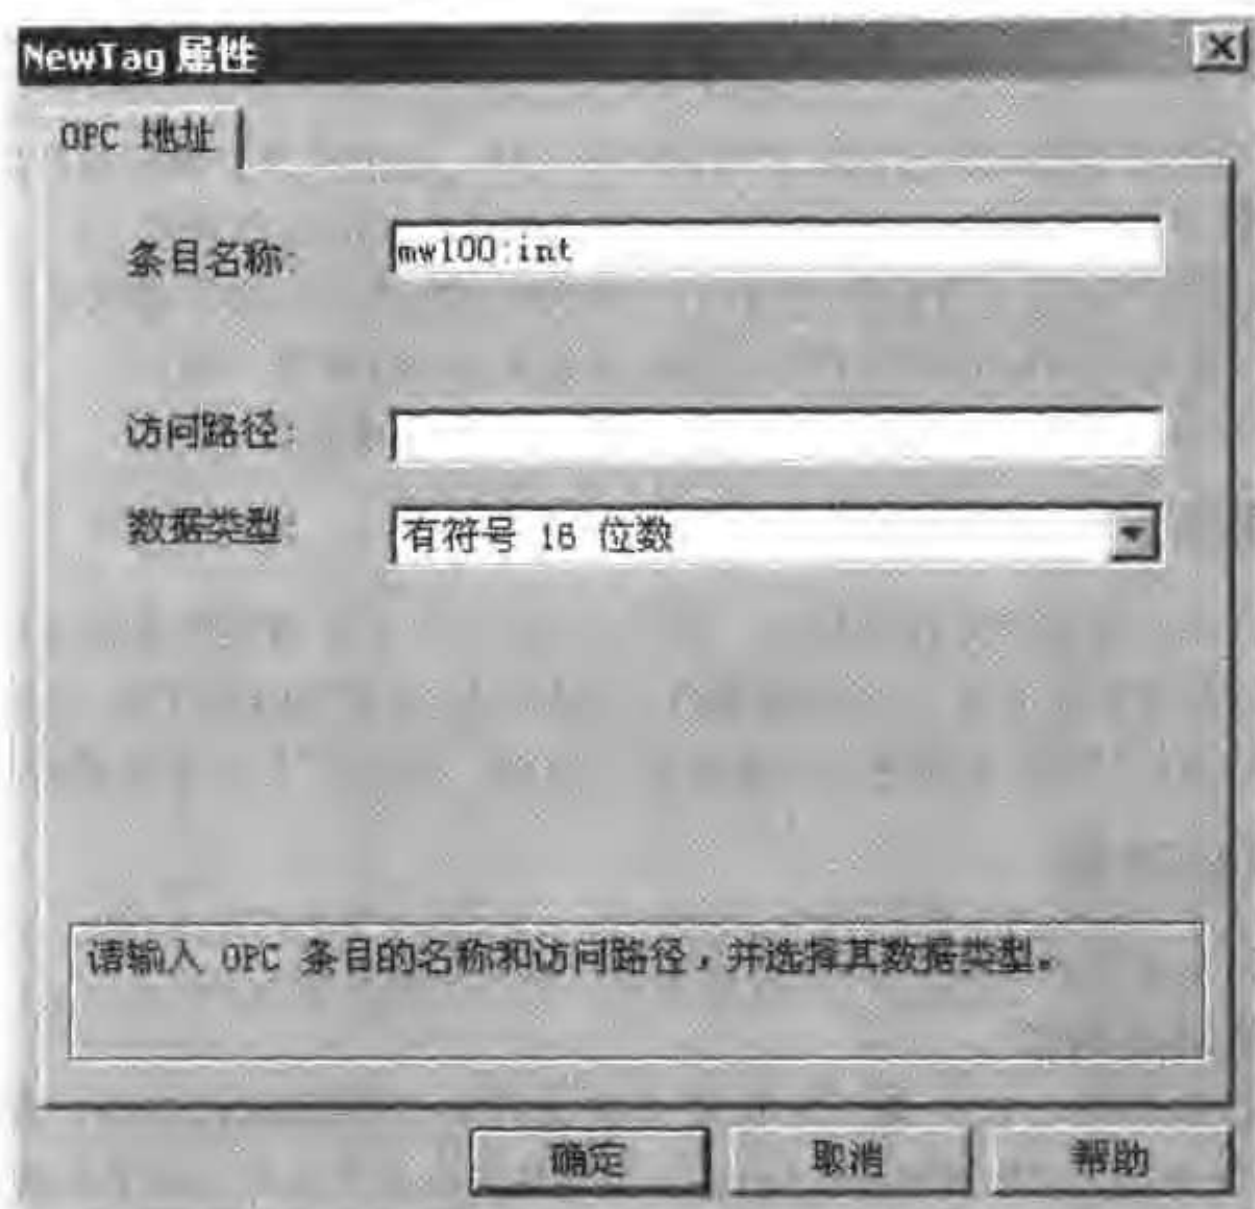 NewTag 属性
OPC 地址
条目名称:
mw100:int
访问路径:
数据类型:
有符号 16 位数
请输入 OPC 条目的名称和访问路径，并选择其数据类型。
确定
取消
帮助